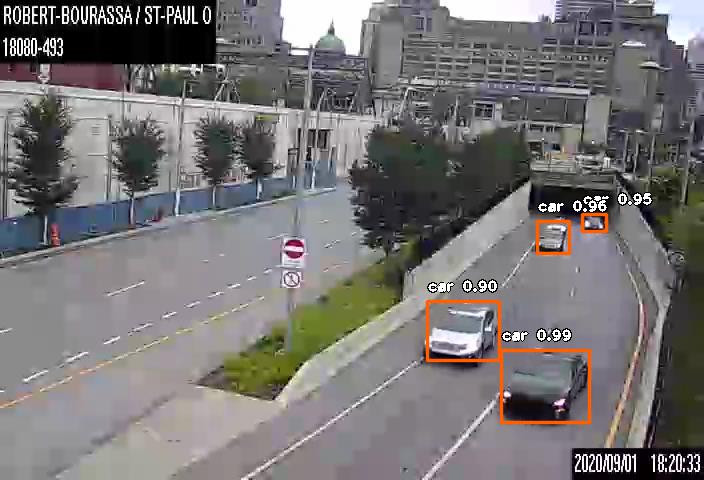 ROBERT-BOURASSA / ST-PAUL O
18080-493
car 0.96
car 0.95
car 0.90
car 0.99
2020/09/01 18:20:33